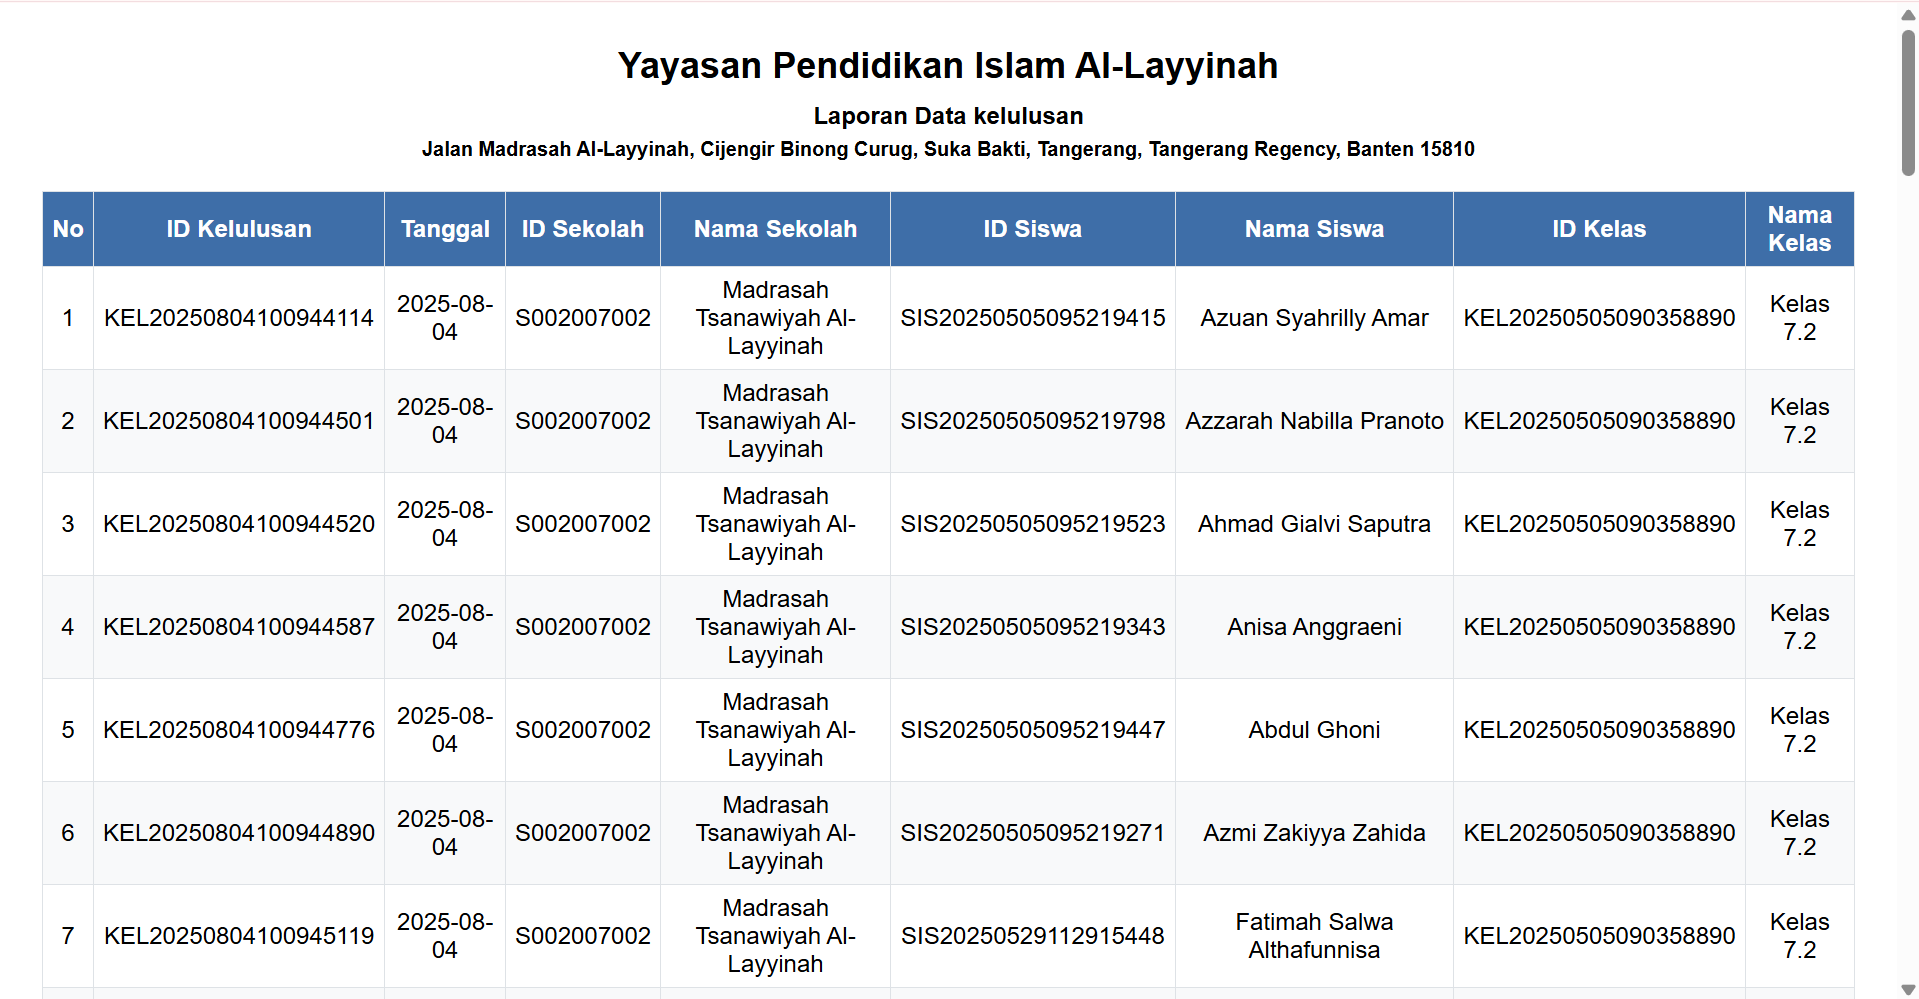 Yayasan Pendidikan Islam Al-Layyinah
Laporan Data kelulusan
Jalan Madrasah Al-Layyinah, Cijengir Binong Curug, Suka Bakti, Tangerang, Tangerang Regency, Banten 15810
No ID Kelulusan Tanggal ID Sekolah Nama Sekolah ID Siswa Nama Siswa ID Kelas Nama Kelas
1 KEL20250804100944114 2025-08-04 S002007002 Madrasah Tsanawiyah Al-Layyinah SIS20250505095219415 Azuan Syahrilly Amar KEL20250505090358890 Kelas 7.2
2 KEL20250804100944501 2025-08-04 S002007002 Madrasah Tsanawiyah Al-Layyinah SIS20250505095219798 Azzarah Nabilla Pranoto KEL20250505090358890 Kelas 7.2
3 KEL20250804100944520 2025-08-04 S002007002 Madrasah Tsanawiyah Al-Layyinah SIS20250505095219523 Ahmad Gialvi Saputra KEL20250505090358890 Kelas 7.2
4 KEL20250804100944587 2025-08-04 S002007002 Madrasah Tsanawiyah Al-Layyinah SIS20250505095219343 Anisa Anggraeni KEL20250505090358890 Kelas 7.2
5 KEL20250804100944776 2025-08-04 S002007002 Madrasah Tsanawiyah Al-Layyinah SIS20250505095219447 Abdul Ghoni KEL20250505090358890 Kelas 7.2
6 KEL20250804100944890 2025-08-04 S002007002 Madrasah Tsanawiyah Al-Layyinah SIS20250505095219271 Azmi Zakiyya Zahida KEL20250505090358890 Kelas 7.2
7 KEL20250804100945119 2025-08-04 S002007002 Madrasah Tsanawiyah Al-Layyinah SIS20250529112915448 Fatimah Salwa Althafunnisa KEL20250505090358890 Kelas 7.2